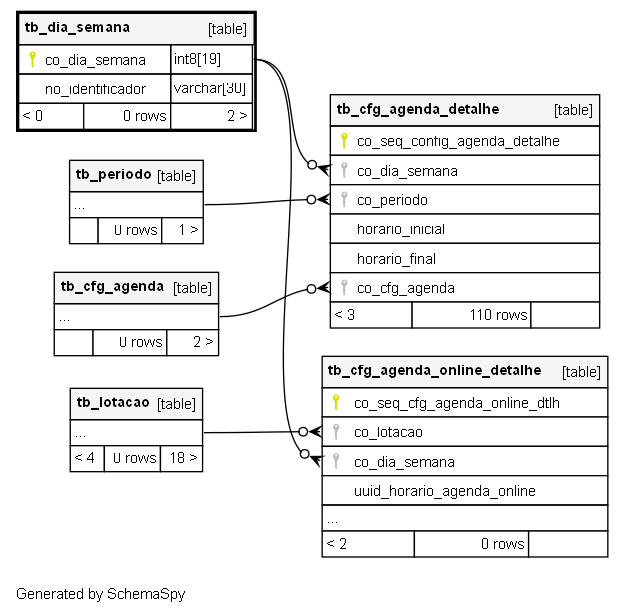 tb_dia_semana [table]
co_dia_semana int8[19]
no_identificador varchar[30]
< 0 0 rows 2 >
tb_periodo [table]
...
0 rows 1 >
tb_cfg_agenda [table]
...
0 rows 2 >
tb_lotacao [table]
...
< 4 0 rows 18 >
tb_cfg_agenda_detalhe [table]
co_seq_config_agenda_detalhe
co_dia_semana
co_periodo
horario_inicial
horario_final
co_cfg_agenda
< 3 110 rows
tb_cfg_agenda_online_detalhe [table]
co_seq_cfg_agenda_online_dtlh
co_lotacao
co_dia_semana
uuid_horario_agenda_online
...
< 2 0 rows
Generated by SchemaSpy